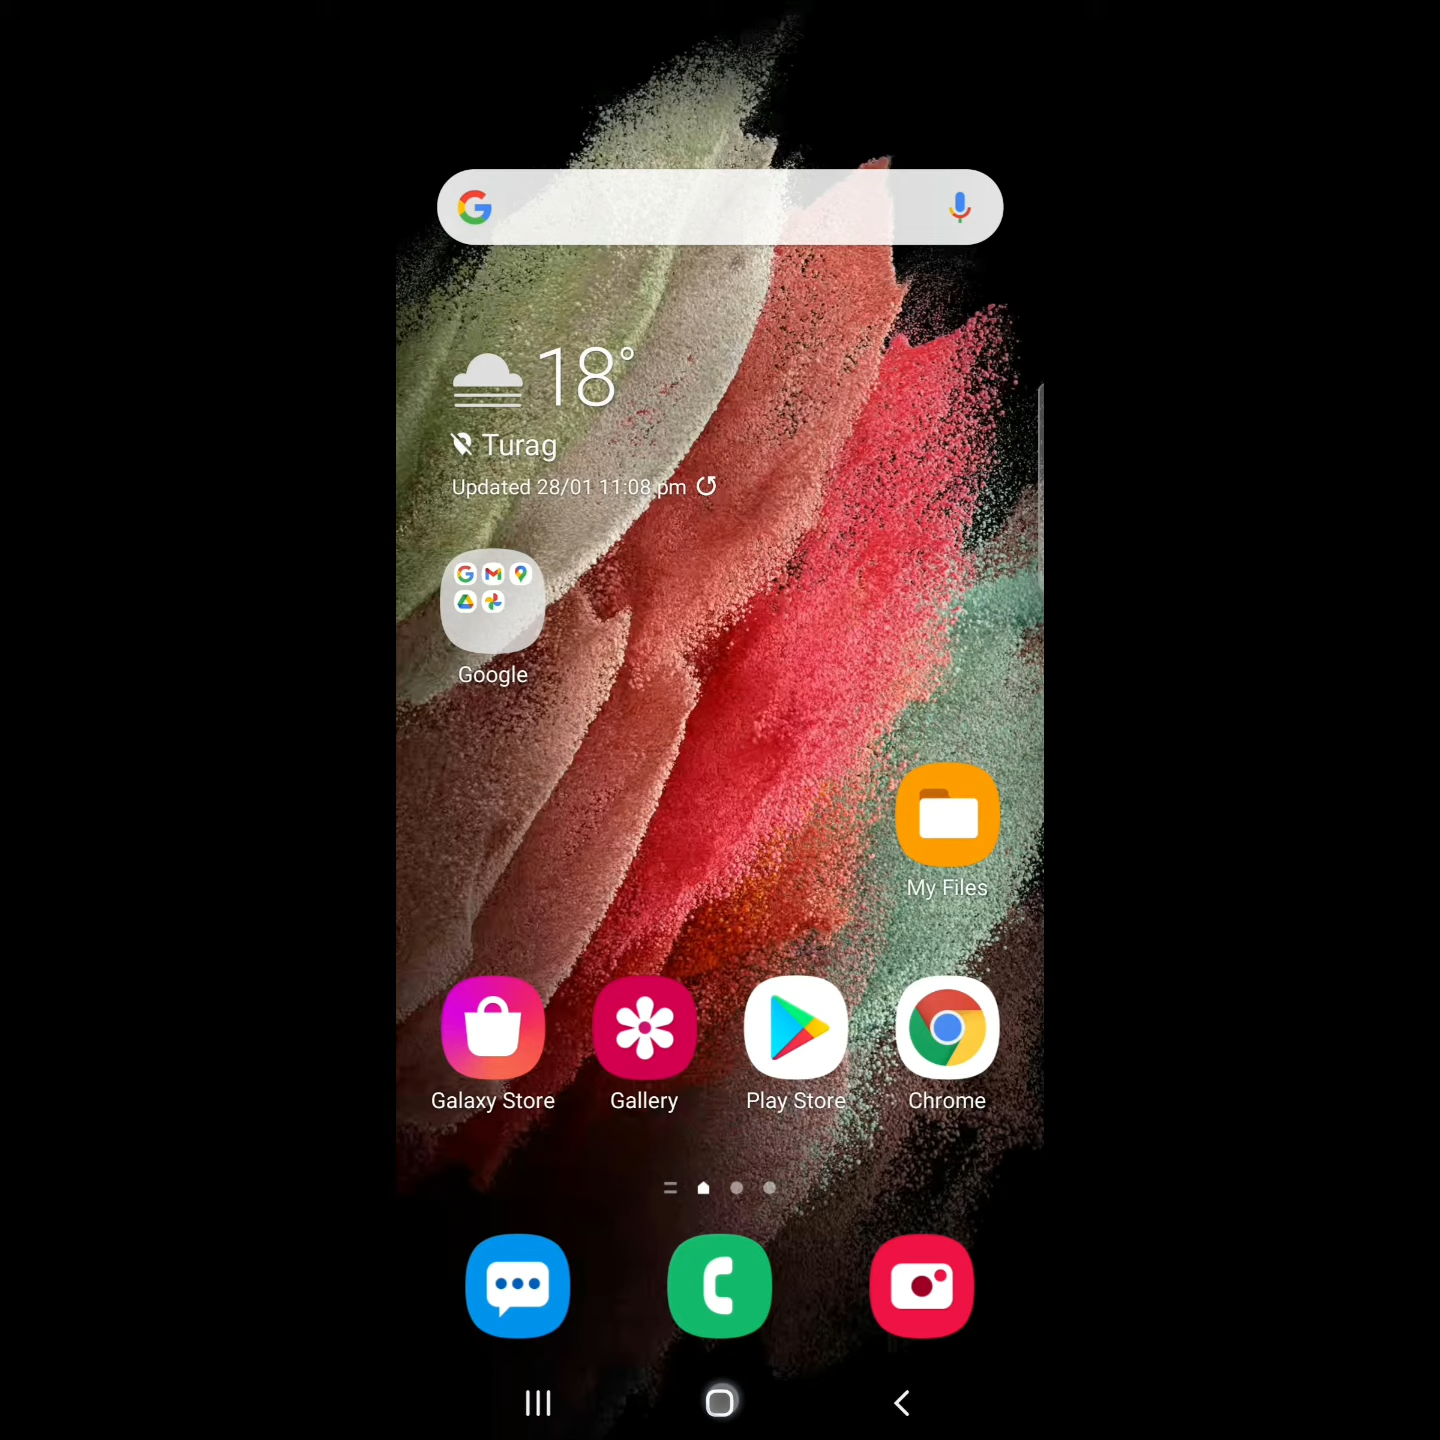 18°
Turag
Updated 28/01 11:08 pm
Google
My Files
Galaxy Store
Gallery
Play Store
Chrome